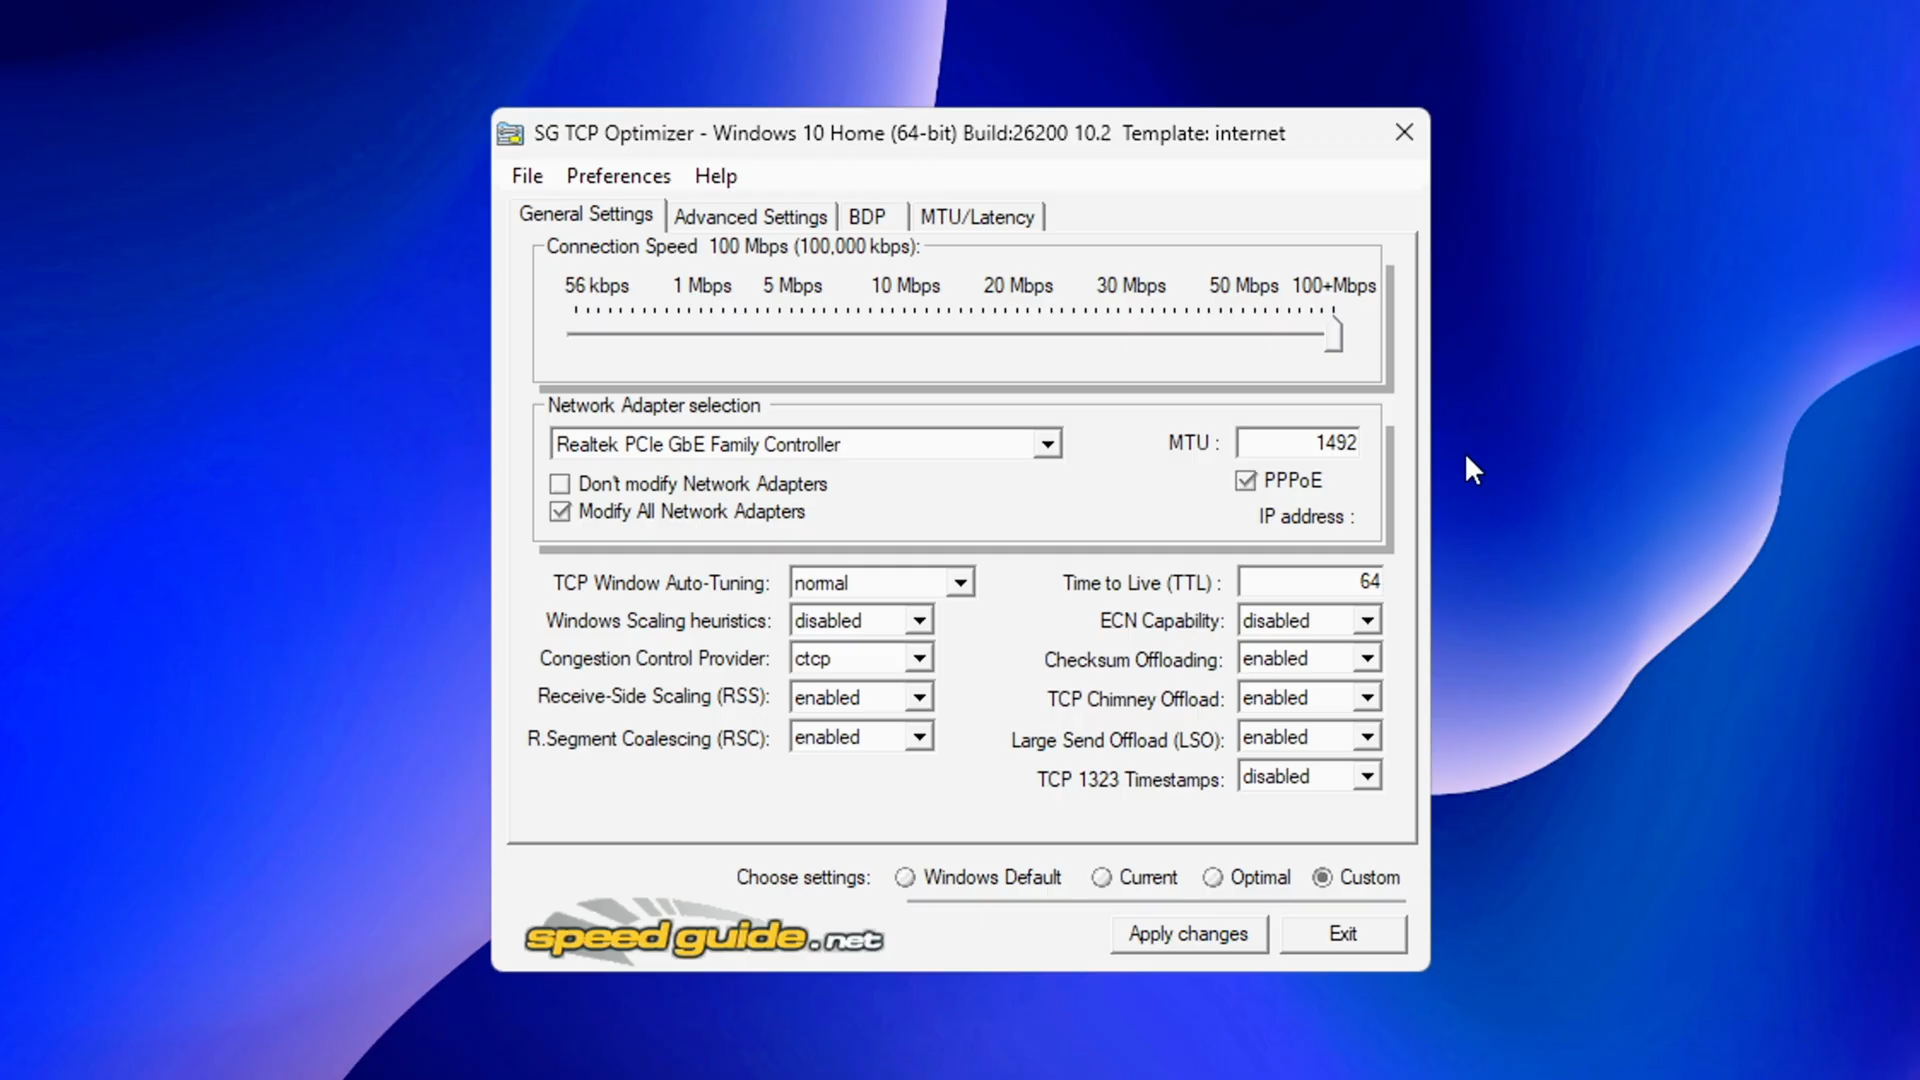 SG TCP Optimizer - Windows 10 Home (64-bit) Build:26200 10.2 Template: internet
File Preferences Help
General Settings Advanced Settings BDP MTU/Latency
Connection Speed 100 Mbps (100,000 kbps):
56 kbps 1 Mbps 5 Mbps 10 Mbps 20 Mbps 30 Mbps 50 Mbps 100+Mbps
Network Adapter selection
Realtek PCIe GbE Family Controller MTU : 1492
Don't modify Network Adapters PPPoE
Modify All Network Adapters IP address :
TCP Window Auto-Tuning: normal Time to Live (TTL) : 64
Windows Scaling heuristics: disabled ECN Capability: disabled
Congestion Control Provider: ctcp Checksum Offloading: enabled
Receive-Side Scaling (RSS): enabled TCP Chimney Offload: enabled
R.Segment Coalescing (RSC): enabled Large Send Offload (LSO): enabled
TCP 1323 Timestamps: disabled
Choose settings: Windows Default Current Optimal Custom
speed guide.net Apply changes Exit